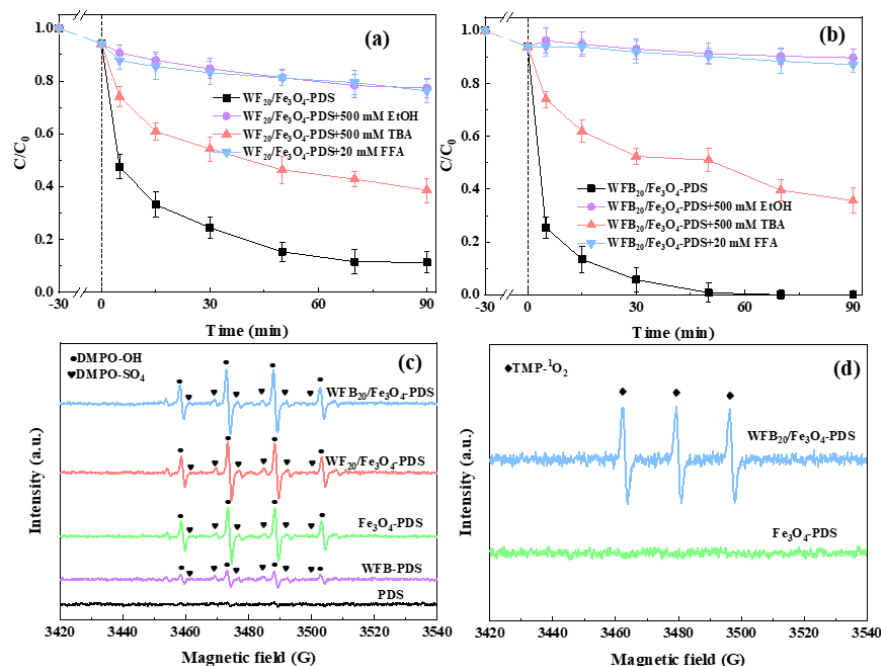 (a)
C/C0
1.0
0.8
0.6
0.4
0.2
0.0
WF20/Fe3O4-PDS
WF20/Fe3O4-PDS+500 mM EtOH
WF20/Fe3O4-PDS+500 mM TBA
WF20/Fe3O4-PDS+20 mM FFA
-30 0 30 60 90
Time (min)
(b)
C/C0
1.0
0.8
0.6
0.4
0.2
0.0
WFB20/Fe3O4-PDS
WFB20/Fe3O4-PDS+500 mM EtOH
WFB20/Fe3O4-PDS+500 mM TBA
WFB20/Fe3O4-PDS+20 mM FFA
-30 0 30 60 90
Time (min)
(c)
Intensity (a.u.)
●DMPO-OH
♥DMPO-SO4
WFB20/Fe3O4-PDS
WF20/Fe3O4-PDS
Fe3O4-PDS
WFB-PDS
PDS
3420 3440 3460 3480 3500 3520 3540
Magnetic field (G)
(d)
Intensity (a.u.)
◆TMP-¹O2
WFB20/Fe3O4-PDS
Fe3O4-PDS
3420 3440 3460 3480 3500 3520 3540
Magnetic field (G)